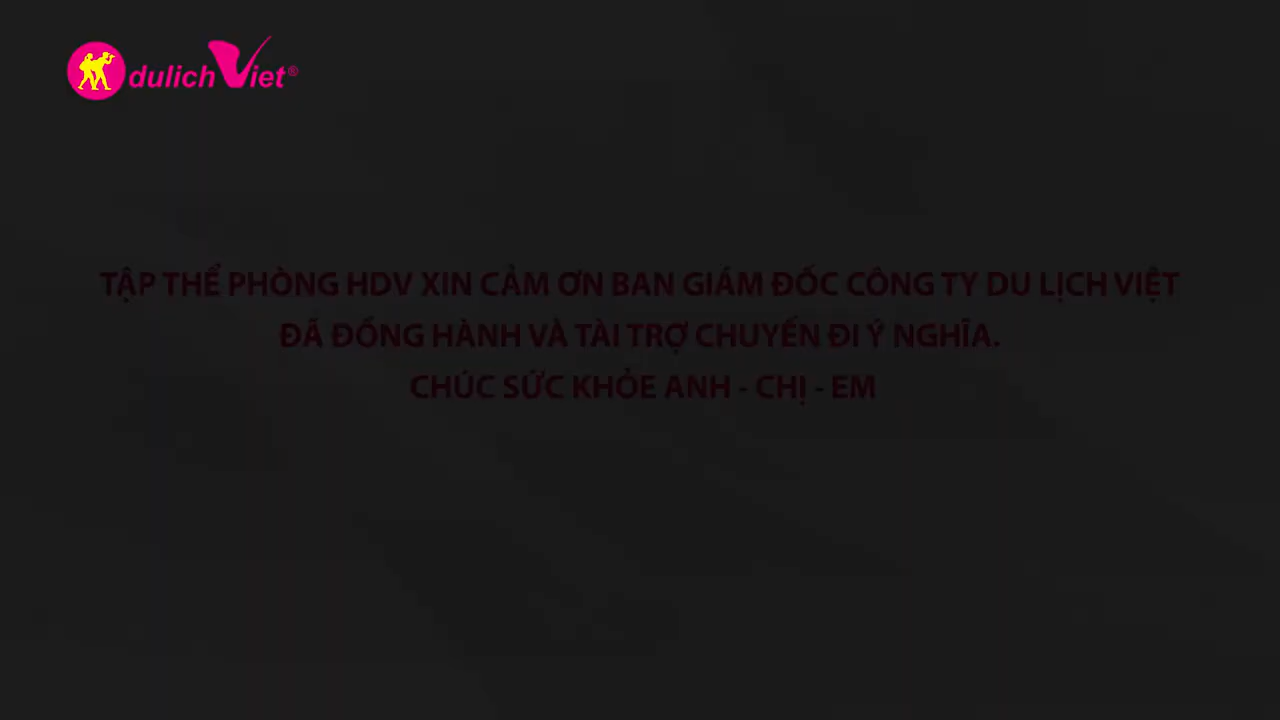 dulichViet®
TẬP THỂ PHÒNG HDV XIN CẢM ƠN BAN GIÁM ĐỐC CÔNG TY DU LỊCH VIỆT
ĐÃ ĐỒNG HÀNH VÀ TÀI TRỢ CHUYẾN ĐI Ý NGHĨA.
CHÚC SỨC KHỎE ANH - CHỊ - EM